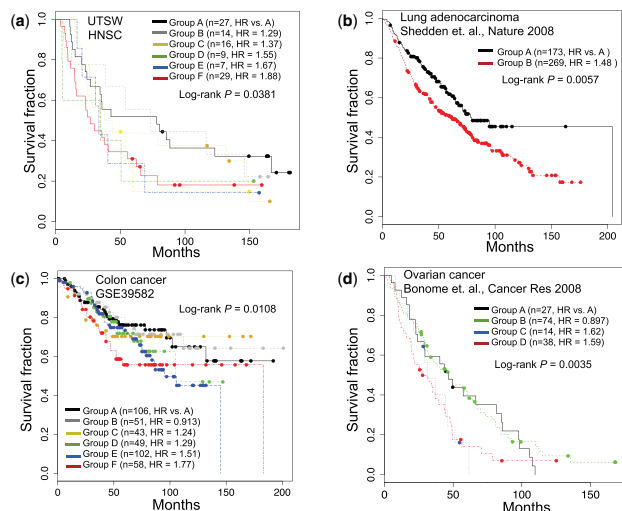 (a)
UTSW
HNSC
Group A (n=27, HR vs. A)
Group B (n=14, HR = 1.29)
Group C (n=16, HR = 1.37)
Group D (n=9, HR = 1.55)
Group E (n=7, HR = 1.67)
Group F (n=29, HR = 1.88)
Log-rank P = 0.0381
Survival fraction
0.0 0.2 0.4 0.6 0.8 1.0
0 50 100 150
Months
(b)
Lung adenocarcinoma
Shedden et. al., Nature 2008
Group A (n=173, HR vs. A)
Group B (n=269, HR = 1.48 )
Log-rank P = 0.0057
Survival fraction
0.0 0.2 0.4 0.6 0.8 1.0
0 50 100 150 200
Months
(c)
Colon cancer
GSE39582
Log-rank P = 0.0108
Group A (n=106, HR vs. A)
Group B (n=51, HR = 0.913)
Group C (n=43, HR = 1.24)
Group D (n=49, HR = 1.29)
Group E (n=102, HR = 1.51)
Group F (n=58, HR = 1.77)
Survival fraction
0.0 0.2 0.4 0.6 0.8 1.0
0 50 100 150 200
Months
(d)
Ovarian cancer
Bonome et. al., Cancer Res 2008
Group A (n=27, HR vs. A)
Group B (n=74, HR = 0.897)
Group C (n=14, HR = 1.62)
Group D (n=38, HR = 1.59)
Log-rank P = 0.0035
Survival fraction
0.0 0.2 0.4 0.6 0.8 1.0
0 50 100 150
Months